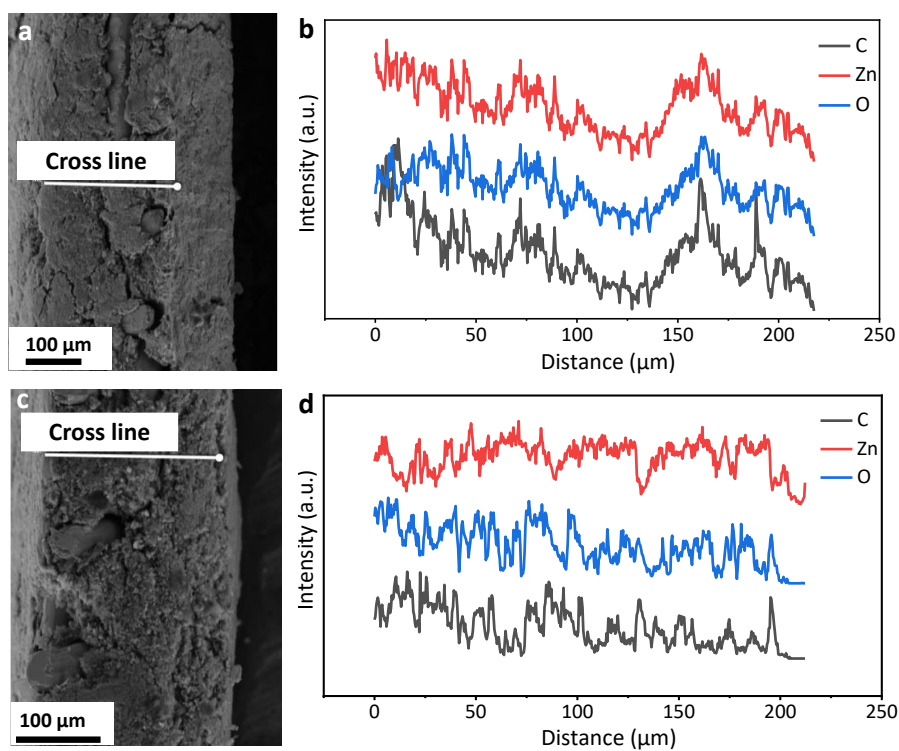 a
Cross line
100 μm
b
C
Zn
O
Intensity (a.u.)
0 50 100 150 200 250
Distance (μm)
c
Cross line
100 μm
d
C
Zn
O
Intensity (a.u.)
0 50 100 150 200 250
Distance (μm)